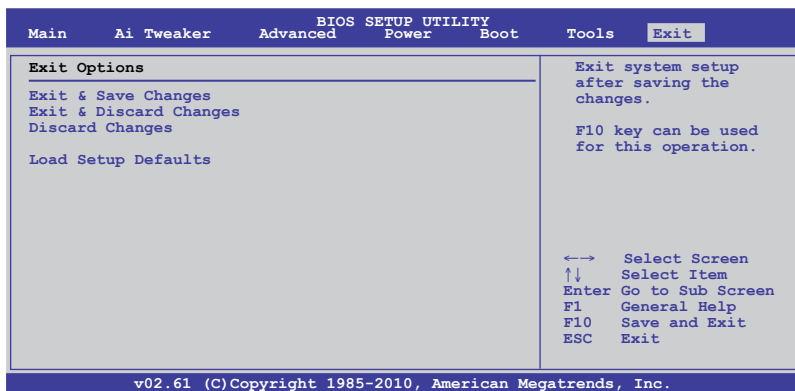 BIOS SETUP UTILITY
Main Ai Tweaker Advanced Power Boot Tools Exit
Exit Options
Exit & Save Changes
Exit & Discard Changes
Discard Changes
Load Setup Defaults
Exit system setup
after saving the
changes.
F10 key can be used
for this operation.
←→ Select Screen
↑↓ Select Item
Enter Go to Sub Screen
F1 General Help
F10 Save and Exit
ESC Exit
v02.61 (C)Copyright 1985-2010, American Megatrends, Inc.